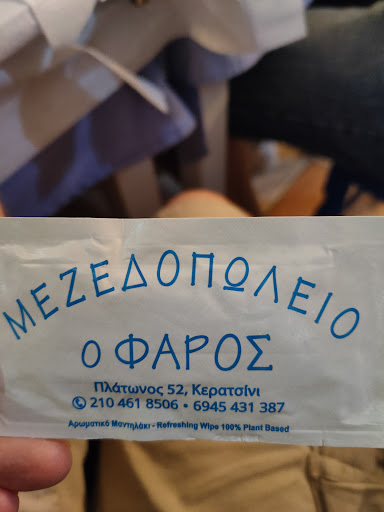 ΜΕΖΕΔΟΠΩΛΕΙΟ
Ο ΦΑΡΟΣ
Πλάτωνος 52, Κερατσίνι
210 461 8506 • 6945 431 387
Αρωματικό Μαντηλάκι - Refreshing Wipe 100% Plant Based